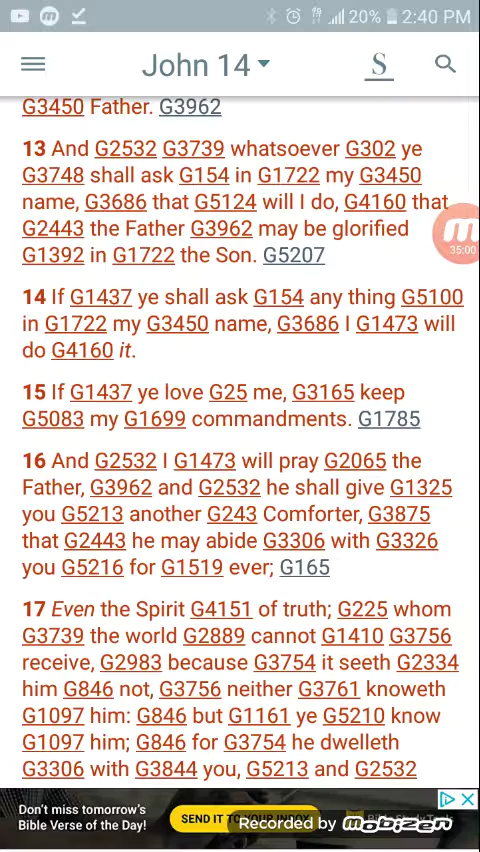 20% 2:40 PM
John 14 S
G3450 Father. G3962
13 And G2532 G3739 whatsoever G302 ye
G3748 shall ask G154 in G1722 my G3450
name, G3686 that G5124 will I do, G4160 that
G2443 the Father G3962 may be glorified
G1392 in G1722 the Son. G5207
35:00
14 If G1437 ye shall ask G154 any thing G5100
in G1722 my G3450 name, G3686 I G1473 will
do G4160 it.
15 If G1437 ye love G25 me, G3165 keep
G5083 my G1699 commandments. G1785
16 And G2532 I G1473 will pray G2065 the
Father, G3962 and G2532 he shall give G1325
you G5213 another G243 Comforter, G3875
that G2443 he may abide G3306 with G3326
you G5216 for G1519 ever; G165
17 Even the Spirit G4151 of truth; G225 whom
G3739 the world G2889 cannot G1410 G3756
receive, G2983 because G3754 it seeth G2334
him G846 not, G3756 neither G3761 knoweth
G1097 him: G846 but G1161 ye G5210 know
G1097 him; G846 for G3754 he dwelleth
G3306 with G3844 you, G5213 and G2532
Don't miss tomorrow's
Bible Verse of the Day!
SEND IT TO YOUR INBOX
Recorded by mobizen